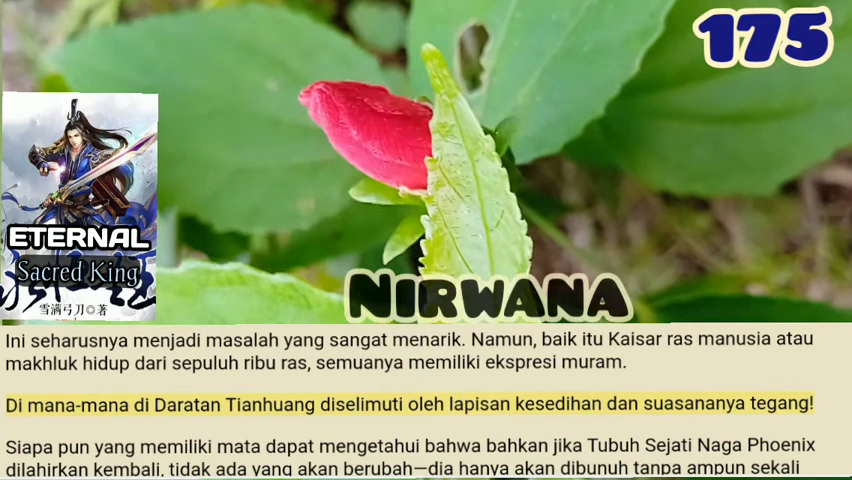 175
ETERNAL
Sacred King
雪满弓刀◎著
NIRWANA
Ini seharusnya menjadi masalah yang sangat menarik. Namun, baik itu Kaisar ras manusia atau
makhluk hidup dari sepuluh ribu ras, semuanya memiliki ekspresi muram.
Di mana-mana di Daratan Tianhuang diselimuti oleh lapisan kesedihan dan suasananya tegang!
Siapa pun yang memiliki mata dapat mengetahui bahwa bahkan jika Tubuh Sejati Naga Phoenix
dilahirkan kembali, tidak ada yang akan berubah—dia hanya akan dibunuh tanpa ampun sekali